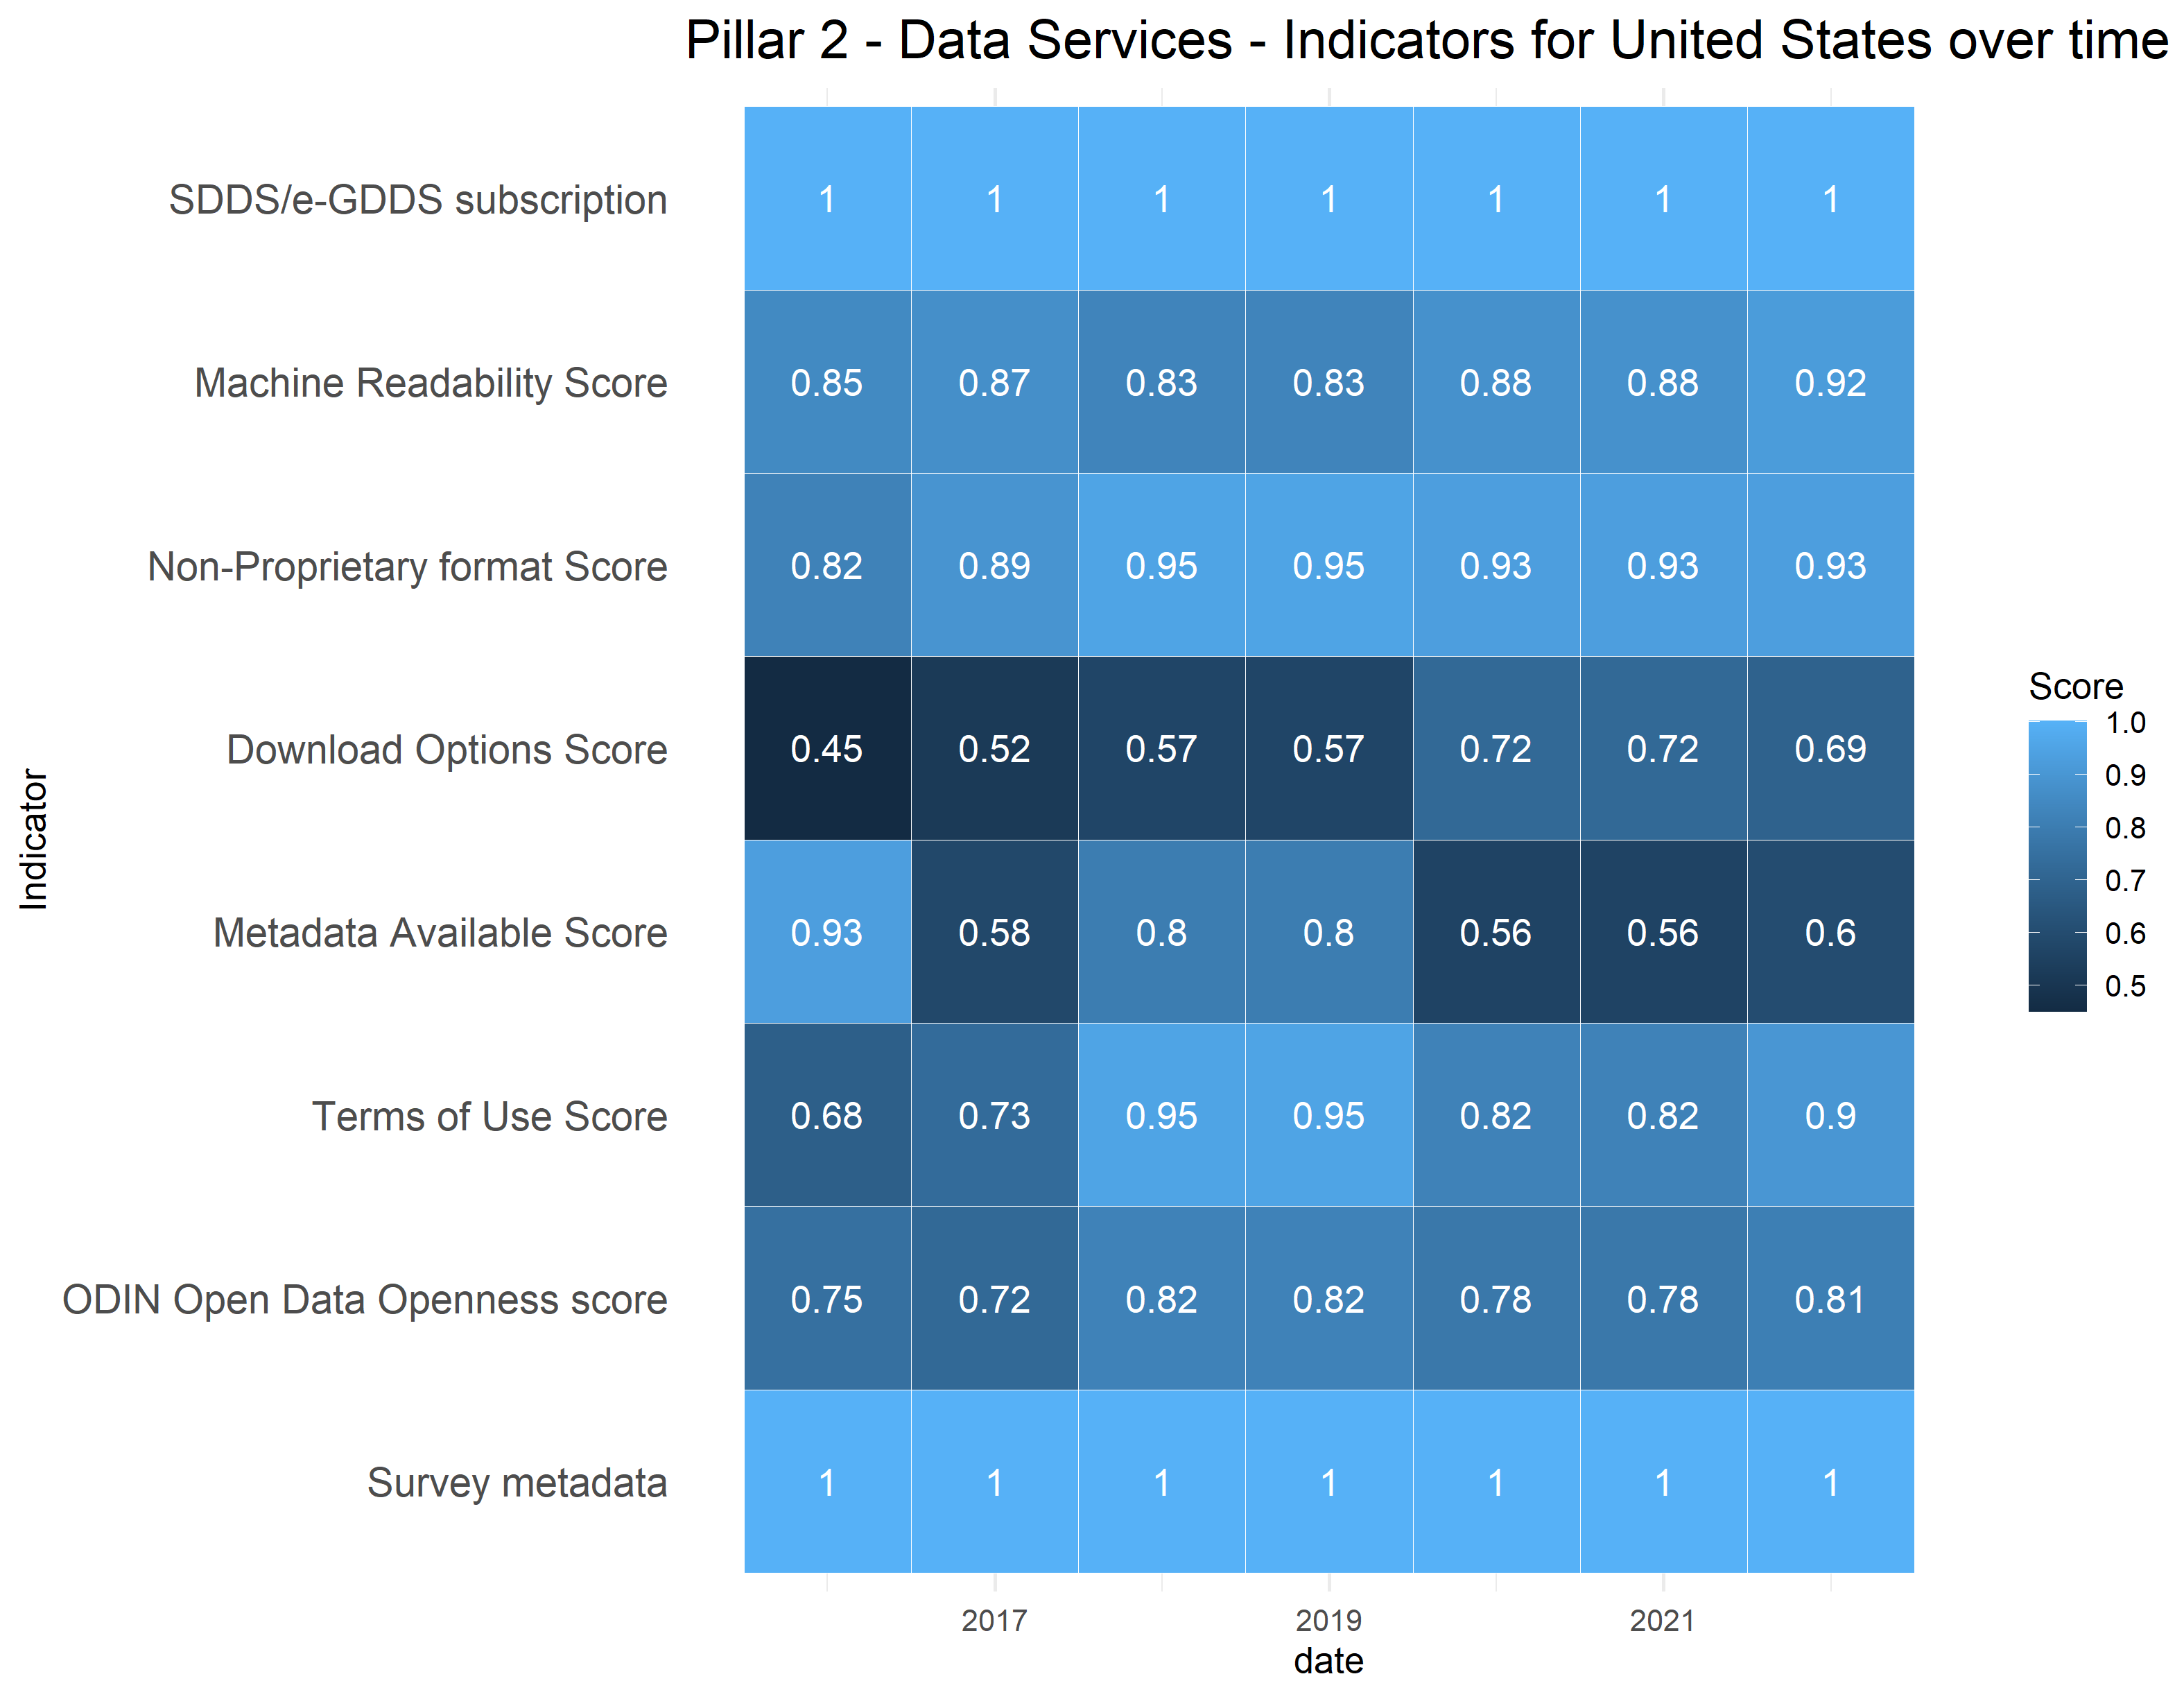 Pillar 2 - Data Services - Indicators for United States over time
Indicator
SDDS/e-GDDS subscription 1 1 1 1 1 1 1
Machine Readability Score 0.85 0.87 0.83 0.83 0.88 0.88 0.92
Non-Proprietary format Score 0.82 0.89 0.95 0.95 0.93 0.93 0.93
Download Options Score 0.45 0.52 0.57 0.57 0.72 0.72 0.69
Metadata Available Score 0.93 0.58 0.8 0.8 0.56 0.56 0.6
Terms of Use Score 0.68 0.73 0.95 0.95 0.82 0.82 0.9
ODIN Open Data Openness score 0.75 0.72 0.82 0.82 0.78 0.78 0.81
Survey metadata 1 1 1 1 1 1 1
2017 2019 2021
date
Score
1.0
0.9
0.8
0.7
0.6
0.5